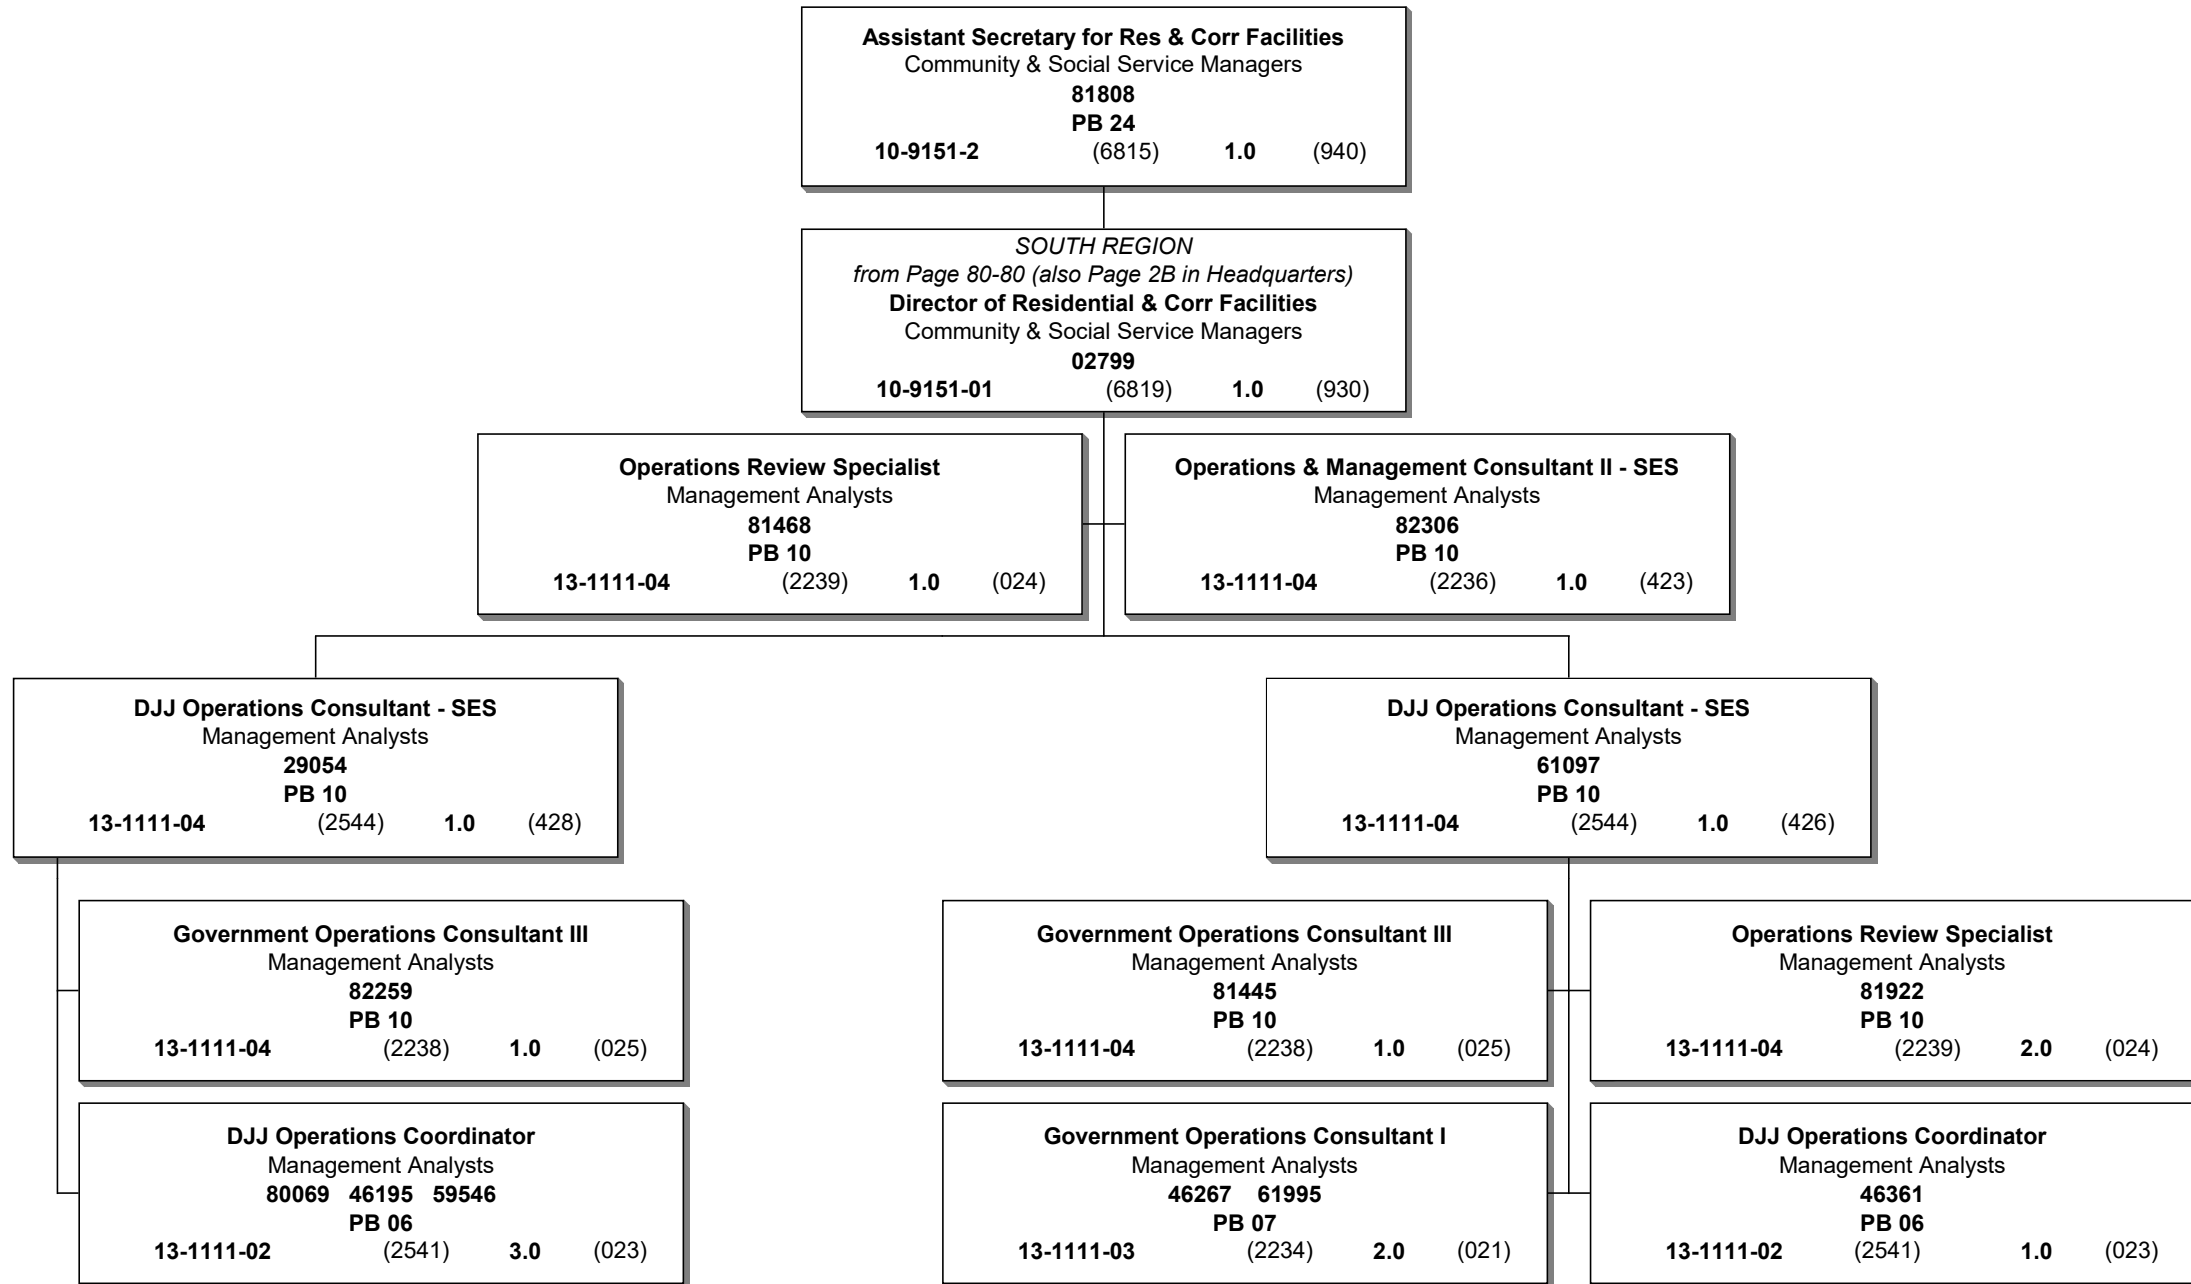 Assistant Secretary for Res & Corr Facilities
Community & Social Service Managers
81808
PB 24
10-9151-2 (6815) 1.0 (940)
SOUTH REGION
from Page 80-80 (also Page 2B in Headquarters)
Director of Residential & Corr Facilities
Community & Social Service Managers
02799
10-9151-01 (6819) 1.0 (930)
Operations Review Specialist
Management Analysts
81468
PB 10
13-1111-04 (2239) 1.0 (024)
Operations & Management Consultant II - SES
Management Analysts
82306
PB 10
13-1111-04 (2236) 1.0 (423)
DJJ Operations Consultant - SES
Management Analysts
29054
PB 10
13-1111-04 (2544) 1.0 (428)
DJJ Operations Consultant - SES
Management Analysts
61097
PB 10
13-1111-04 (2544) 1.0 (426)
Government Operations Consultant III
Management Analysts
82259
PB 10
13-1111-04 (2238) 1.0 (025)
Government Operations Consultant III
Management Analysts
81445
PB 10
13-1111-04 (2238) 1.0 (025)
Operations Review Specialist
Management Analysts
81922
PB 10
13-1111-04 (2239) 2.0 (024)
DJJ Operations Coordinator
Management Analysts
80069 46195 59546
PB 06
13-1111-02 (2541) 3.0 (023)
Government Operations Consultant I
Management Analysts
46267 61995
PB 07
13-1111-03 (2234) 2.0 (021)
DJJ Operations Coordinator
Management Analysts
46361
PB 06
13-1111-02 (2541) 1.0 (023)